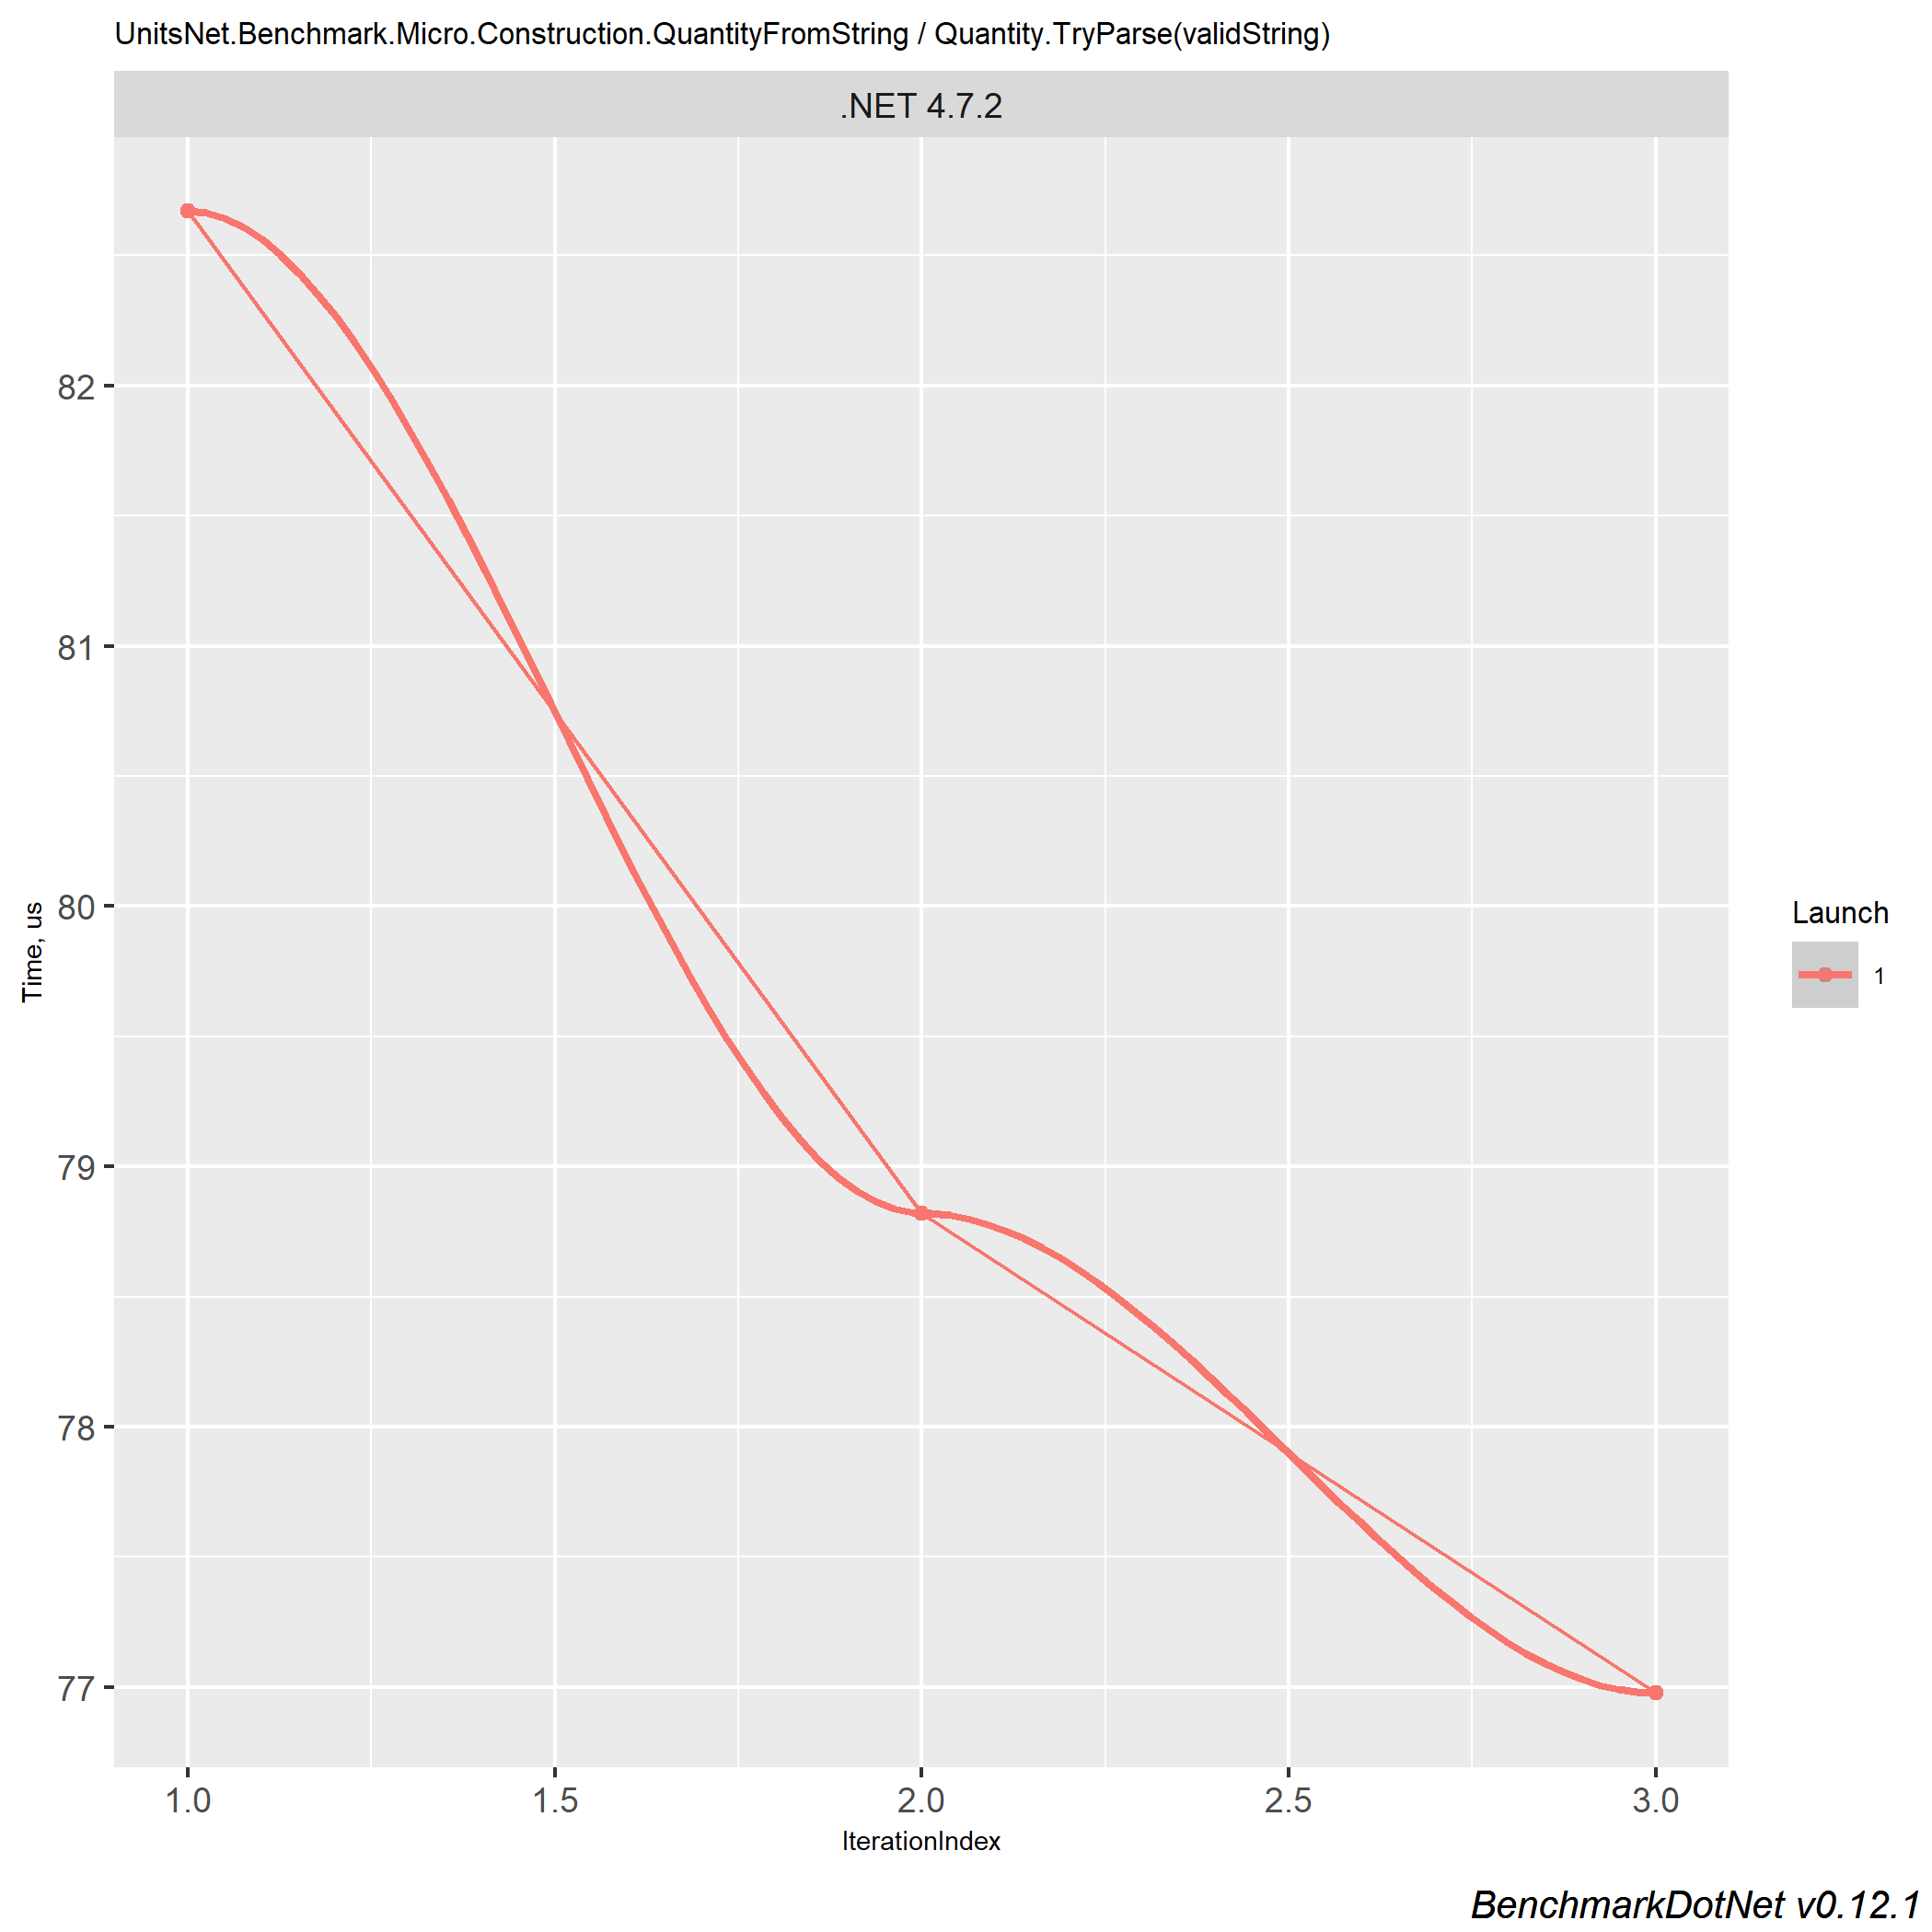 UnitsNet.Benchmark.Micro.Construction.QuantityFromString / Quantity.TryParse(validString)
.NET 4.7.2
82
81
80
79
78
77
Time, us
1.0 1.5 2.0 2.5 3.0
IterationIndex
Launch
1
BenchmarkDotNet v0.12.1